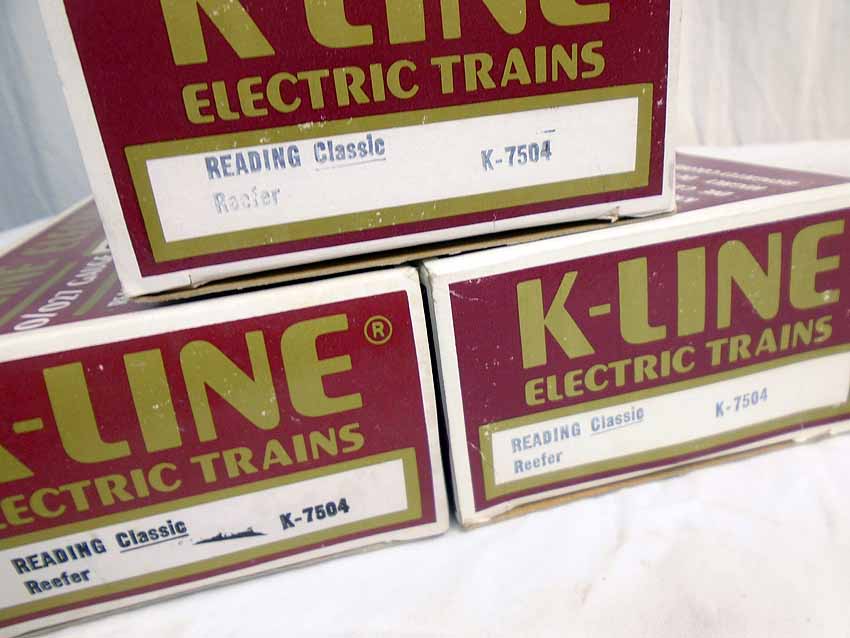 K-LINE
ELECTRIC TRAINS
READING Classic K-7504
Reefer
K-LINE
ELECTRIC TRAINS
READING Classic K-7504
Reefer
-LINE®
ELECTRIC TRAINS
READING Classic K-7504
Reefer